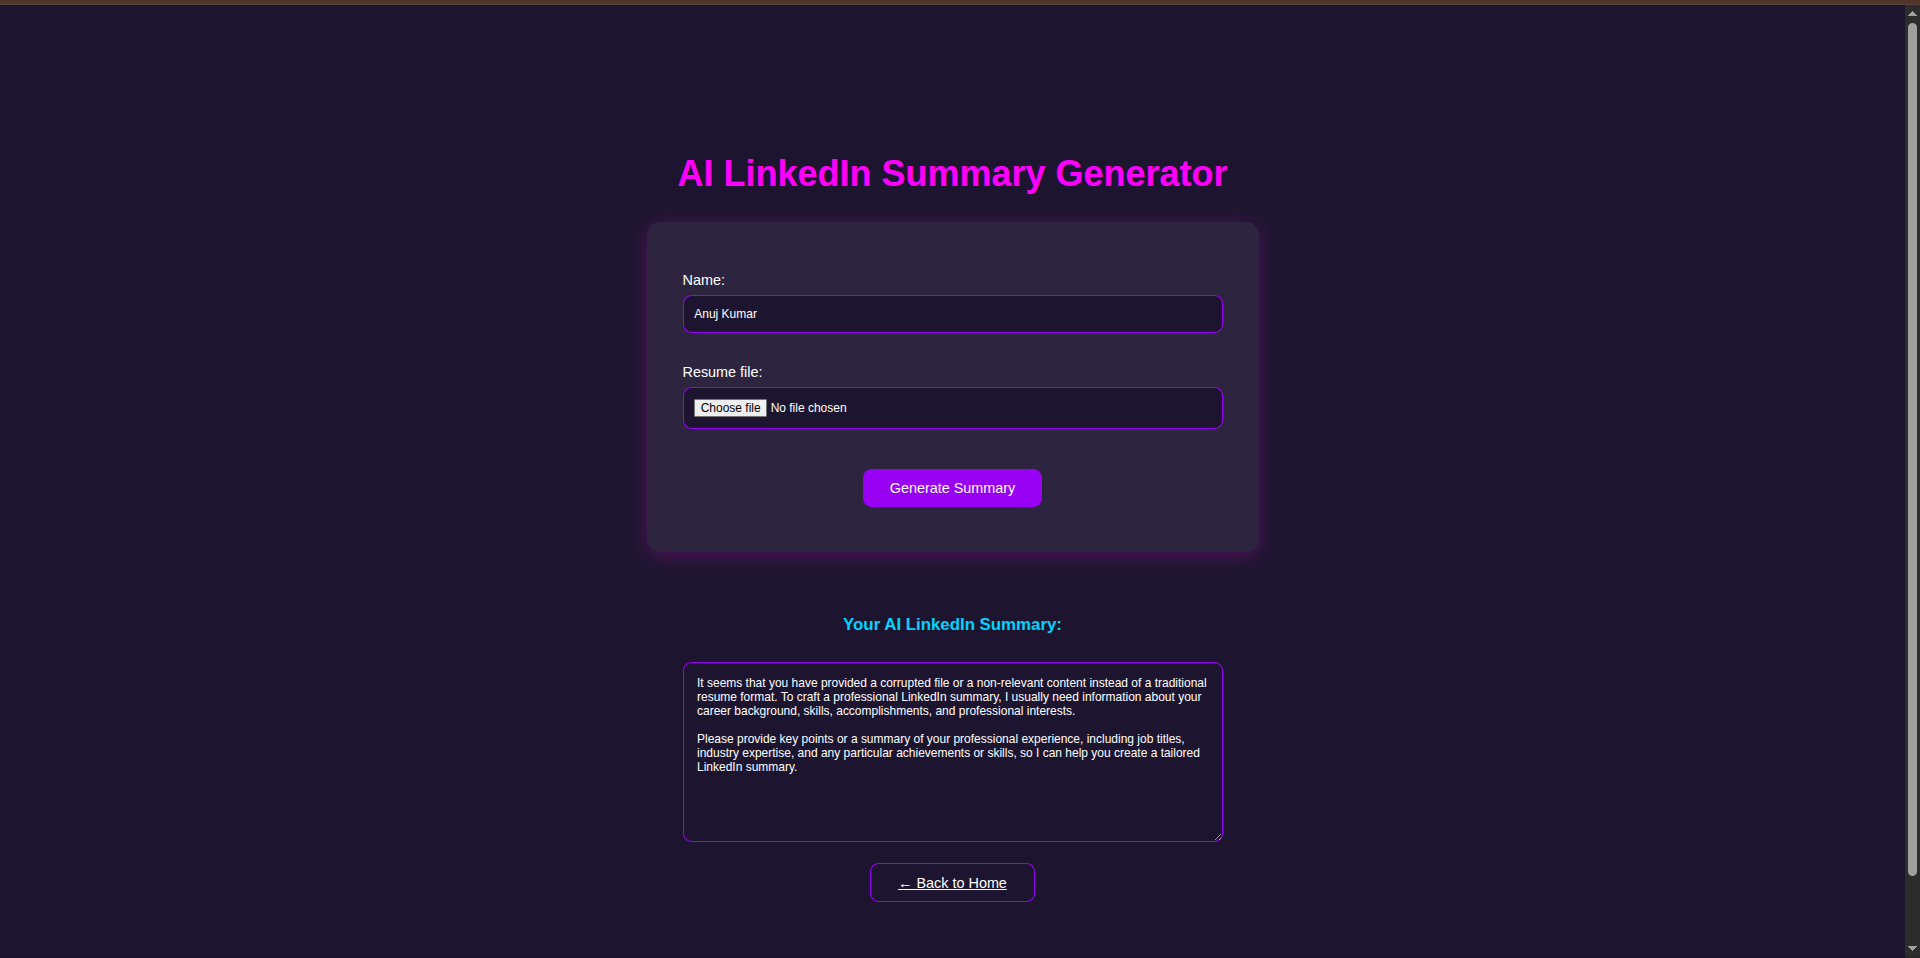 AI LinkedIn Summary Generator
Name:
Anuj Kumar
Resume file:
Choose file No file chosen
Generate Summary
Your AI LinkedIn Summary:
It seems that you have provided a corrupted file or a non-relevant content instead of a traditional
resume format. To craft a professional LinkedIn summary, I usually need information about your
career background, skills, accomplishments, and professional interests.
Please provide key points or a summary of your professional experience, including job titles,
industry expertise, and any particular achievements or skills, so I can help you create a tailored
LinkedIn summary.
← Back to Home